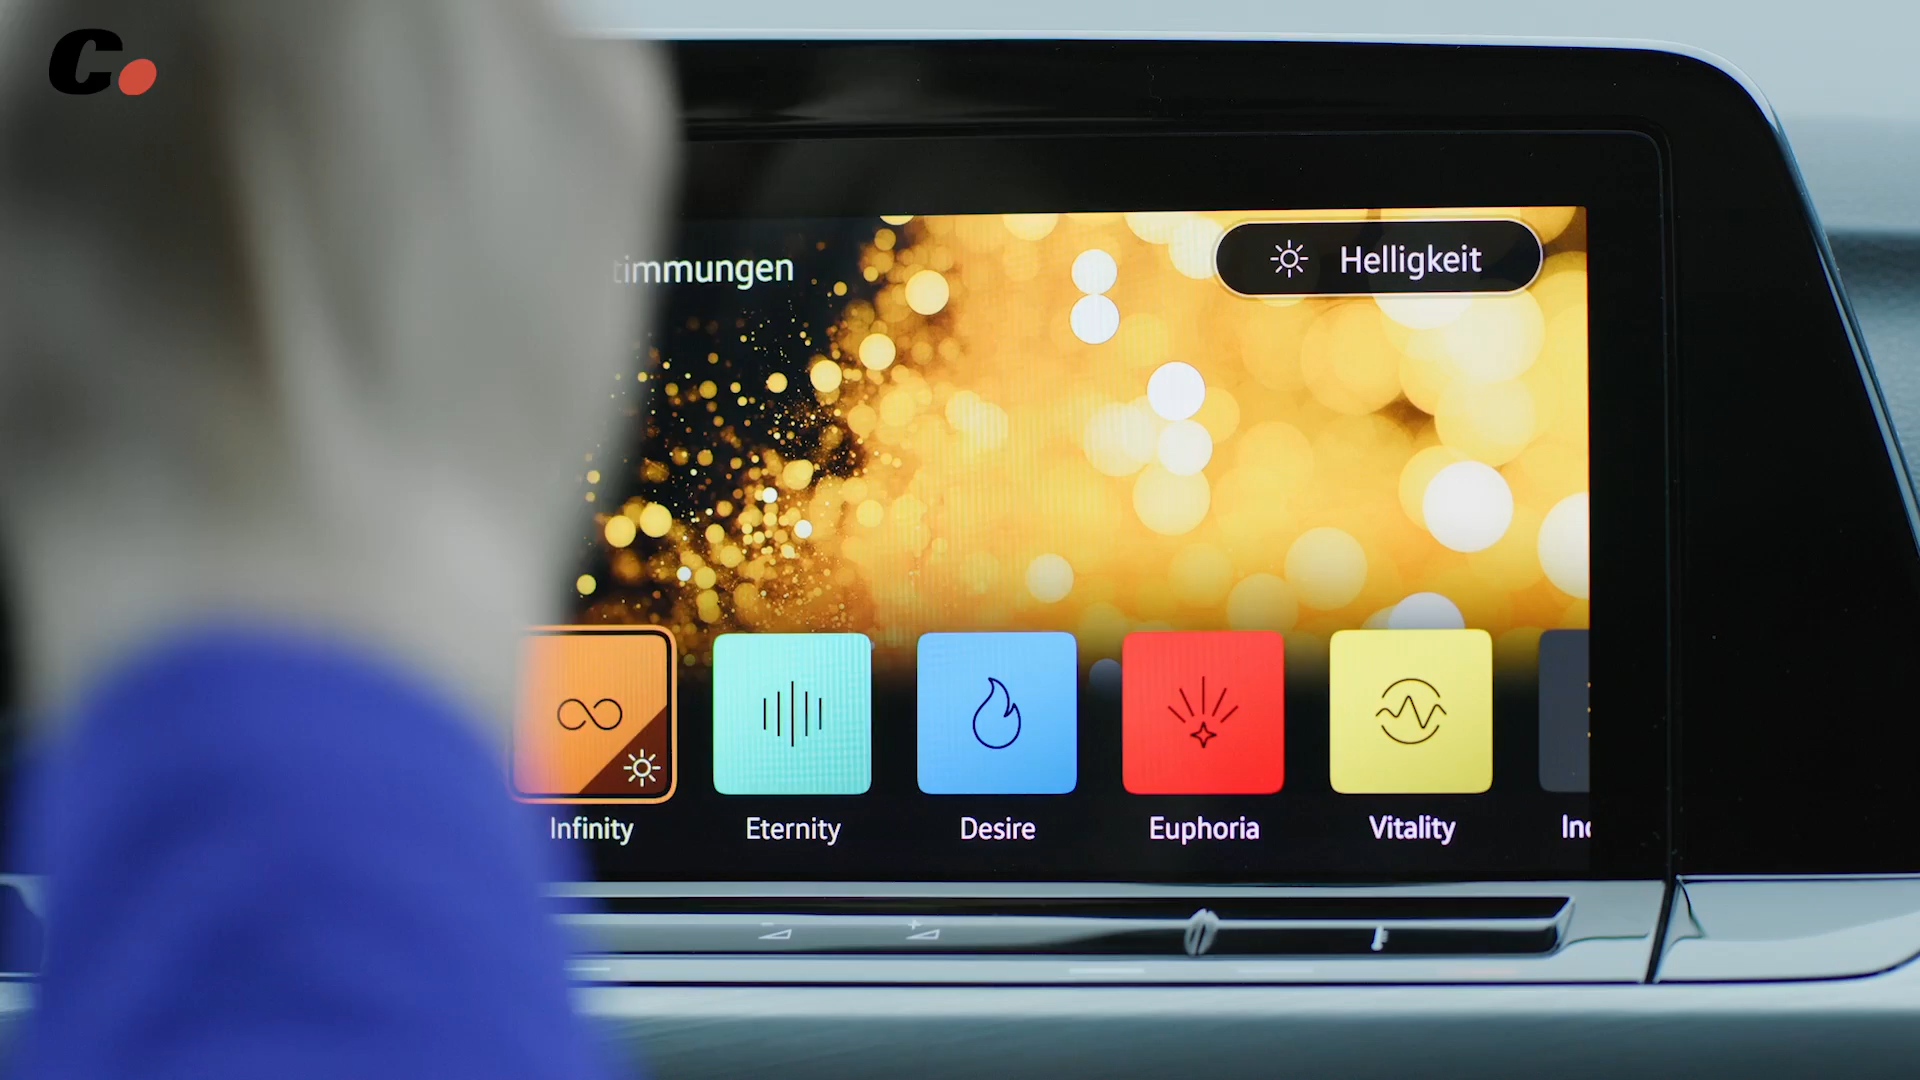 C.
timmungen
Helligkeit
Infinity
Eternity
Desire
Euphoria
Vitality